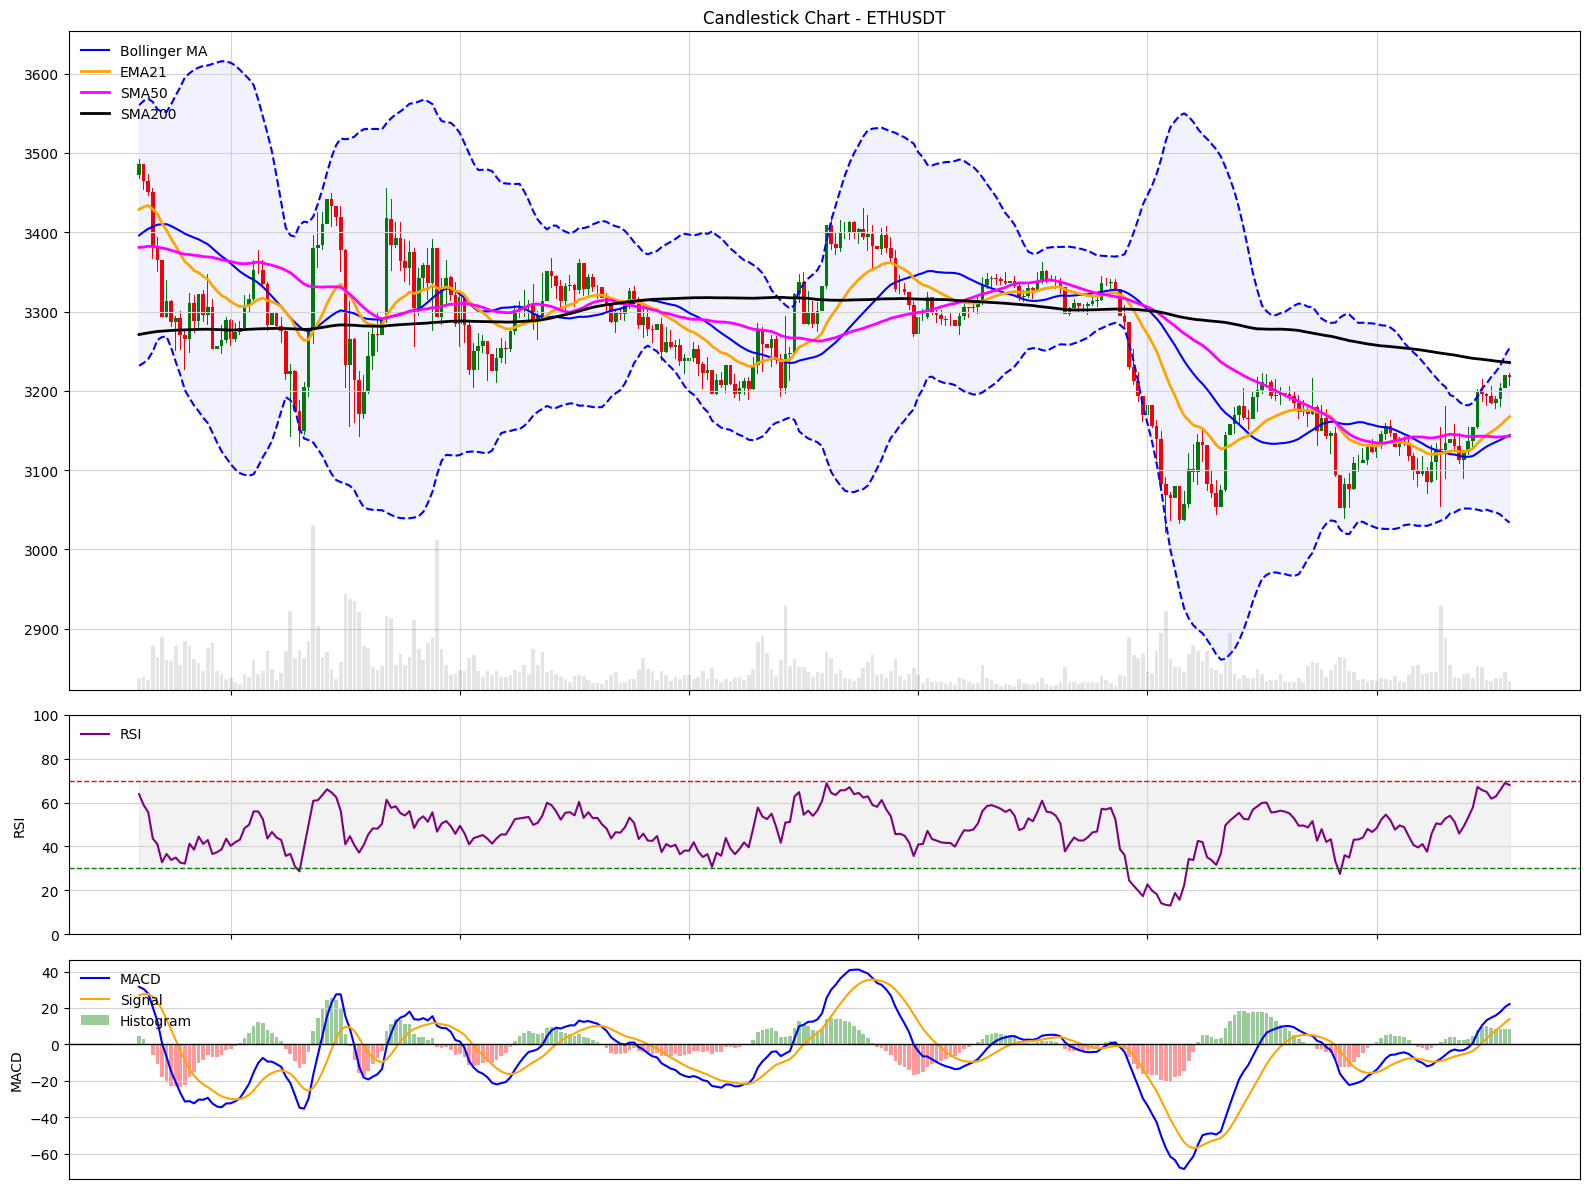 Candlestick Chart - ETHUSDT
Bollinger MA
EMA21
SMA50
SMA200
3600
3500
3400
3300
3200
3100
3000
2900
RSI
100
80
60
40
20
0
RSI
MACD
Signal
Histogram
40
20
0
−20
−40
−60
MACD